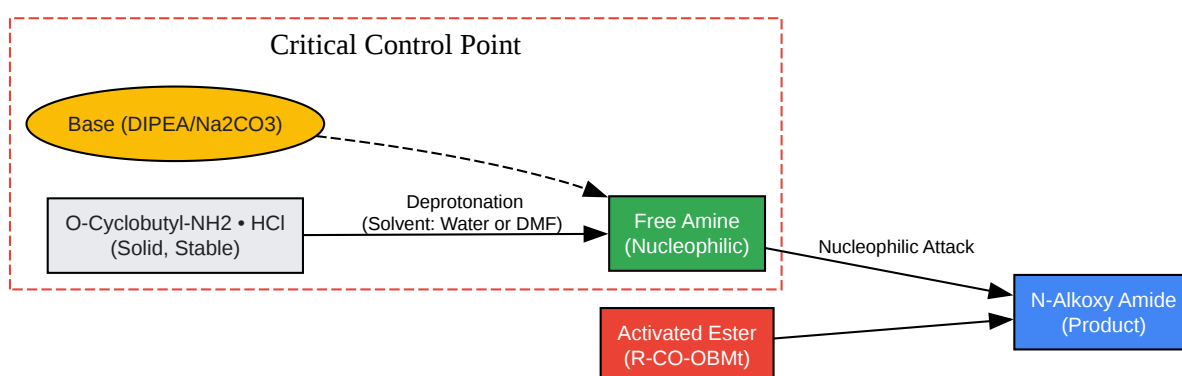 Critical Control Point
Base (DIPEA/Na2CO3)
O-Cyclobutyl-NH2 • HCl
(Solid, Stable)
Deprotonation
(Solvent: Water or DMF)
Free Amine
(Nucleophilic)
Nucleophilic Attack
Activated Ester
(R-CO-OBMt)
N-Alkoxy Amide
(Product)